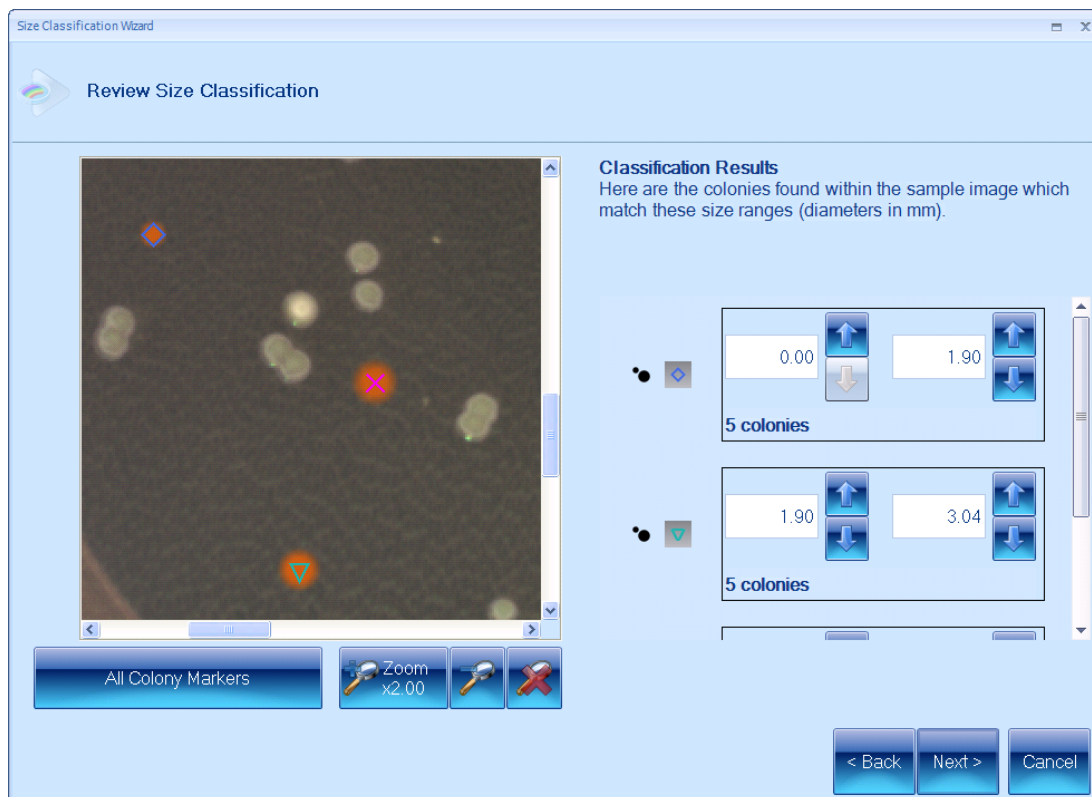 Size Classification Wizard
Review Size Classification
Classification Results
Here are the colonies found within the sample image which
match these size ranges (diameters in mm).
0.00 1.90
5 colonies
1.90 3.04
5 colonies
All Colony Markers
Zoom
x2.00
< Back Next > Cancel